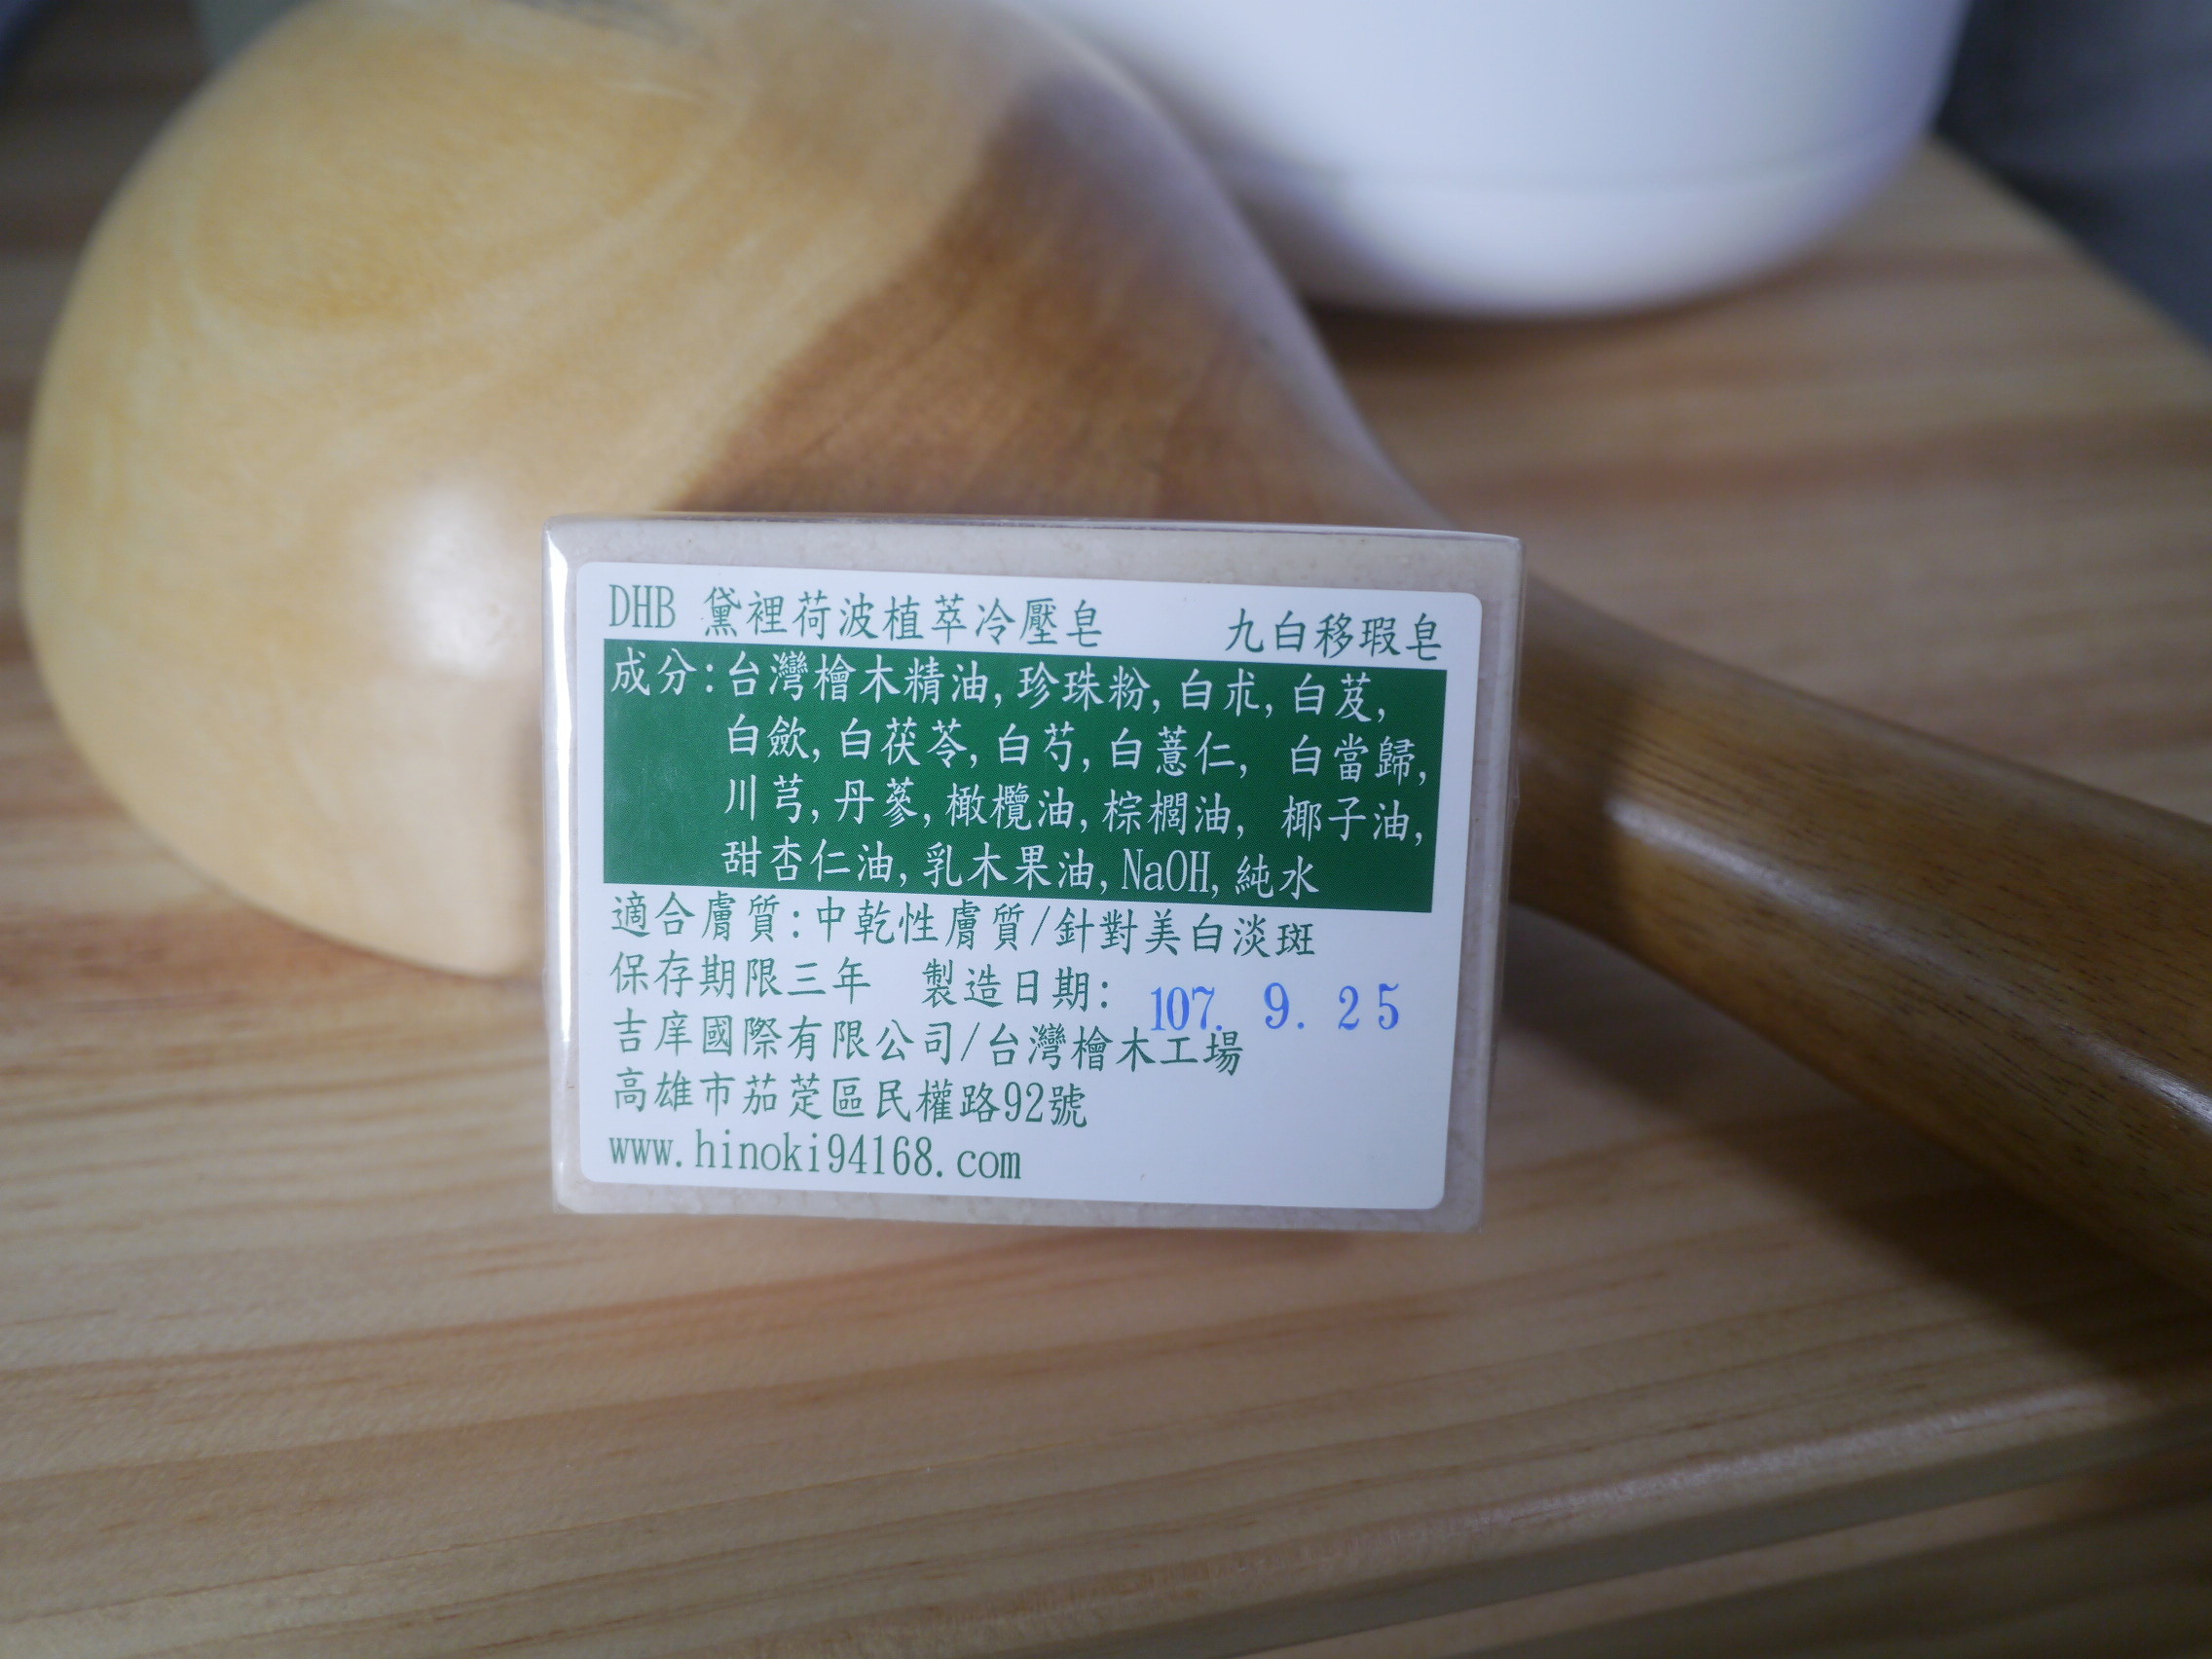 DHB 黛裡荷波植萃冷壓皂 九白移瑕皂
成分:台灣檜木精油,珍珠粉,白朮,白芨,
白歛,白茯苓,白芍,白薏仁, 白當歸,
川芎,丹蔘,橄欖油,棕櫚油, 椰子油,
甜杏仁油,乳木果油,NaOH,純水
適合膚質:中乾性膚質/針對美白淡斑
保存期限三年 製造日期: 107. 9. 25
吉庠國際有限公司/台灣檜木工場
高雄市茄萣區民權路92號
www.hinoki94168.com